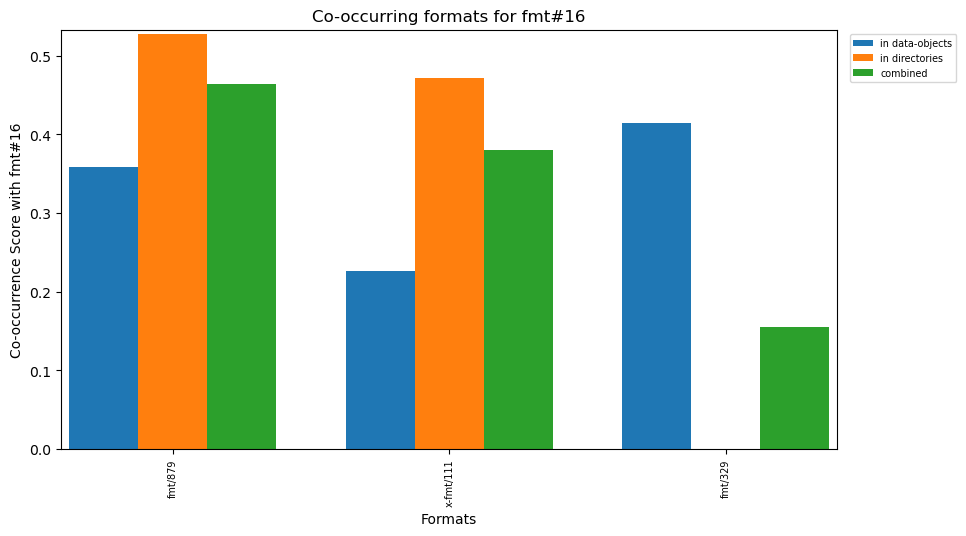 Co-occurring formats for fmt#16
in data-objects
in directories
combined
Co-occurrence Score with fmt#16
0.5
0.4
0.3
0.2
0.1
0.0
fmt/879
x-fmt/111
fmt/329
Formats